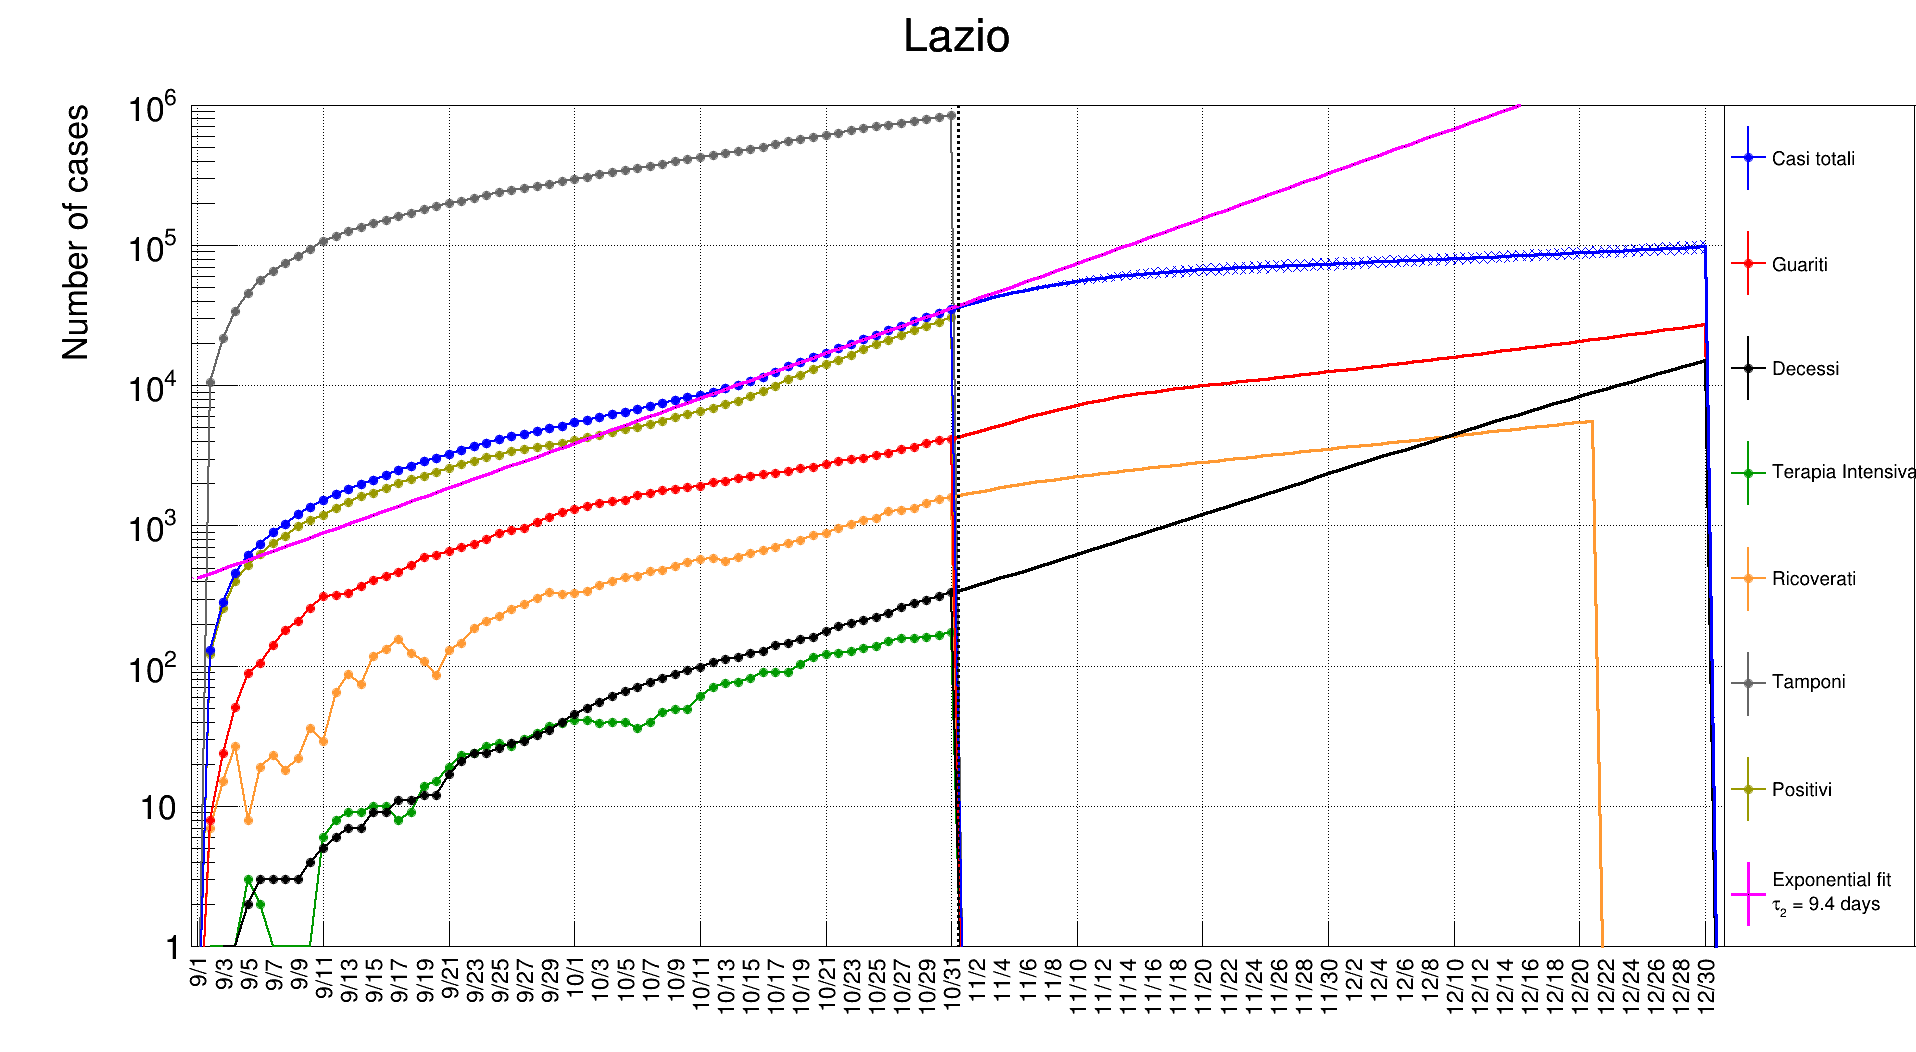 Lazio
Number of cases
10^6
10^5
10^4
10^3
10^2
10
1
9/1 9/3 9/5 9/7 9/9 9/11 9/13 9/15 9/17 9/19 9/21 9/23 9/25 9/27 9/29 10/1 10/3 10/5 10/7 10/9 10/11 10/13 10/15 10/17 10/19 10/21 10/23 10/25 10/27 10/29 10/31 11/2 11/4 11/6 11/8 11/10 11/12 11/14 11/16 11/18 11/20 11/22 11/24 11/26 11/28 11/30 12/2 12/4 12/6 12/8 12/10 12/12 12/14 12/16 12/18 12/20 12/22 12/24 12/26 12/28 12/30
Casi totali
Guariti
Decessi
Terapia Intensiva
Ricoverati
Tamponi
Positivi
Exponential fit
τ_2 = 9.4 days